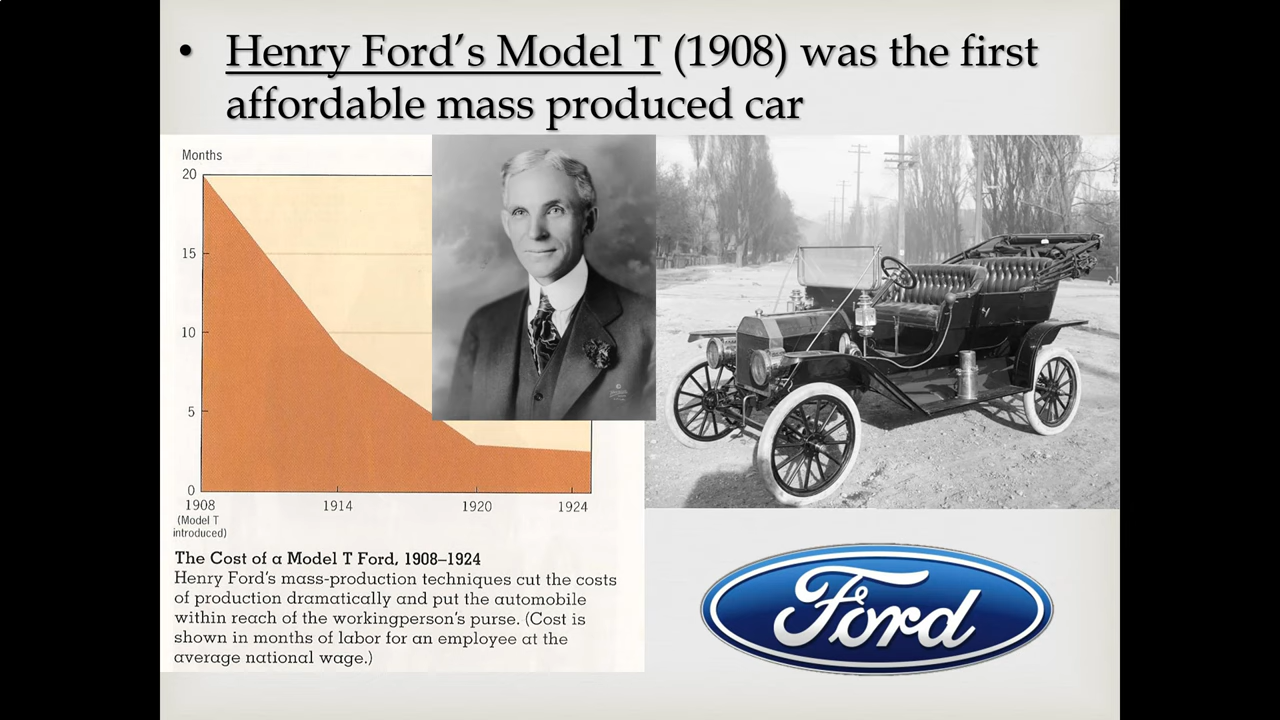 • Henry Ford’s Model T (1908) was the first
affordable mass produced car
Months
20
15
10
5
0
1908
1914
1920
1924
(Model T
introduced)
The Cost of a Model T Ford, 1908–1924
Henry Ford's mass-production techniques cut the costs
of production dramatically and put the automobile
within reach of the workingperson's purse. (Cost is
shown in months of labor for an employee at the
average national wage.)
Ford